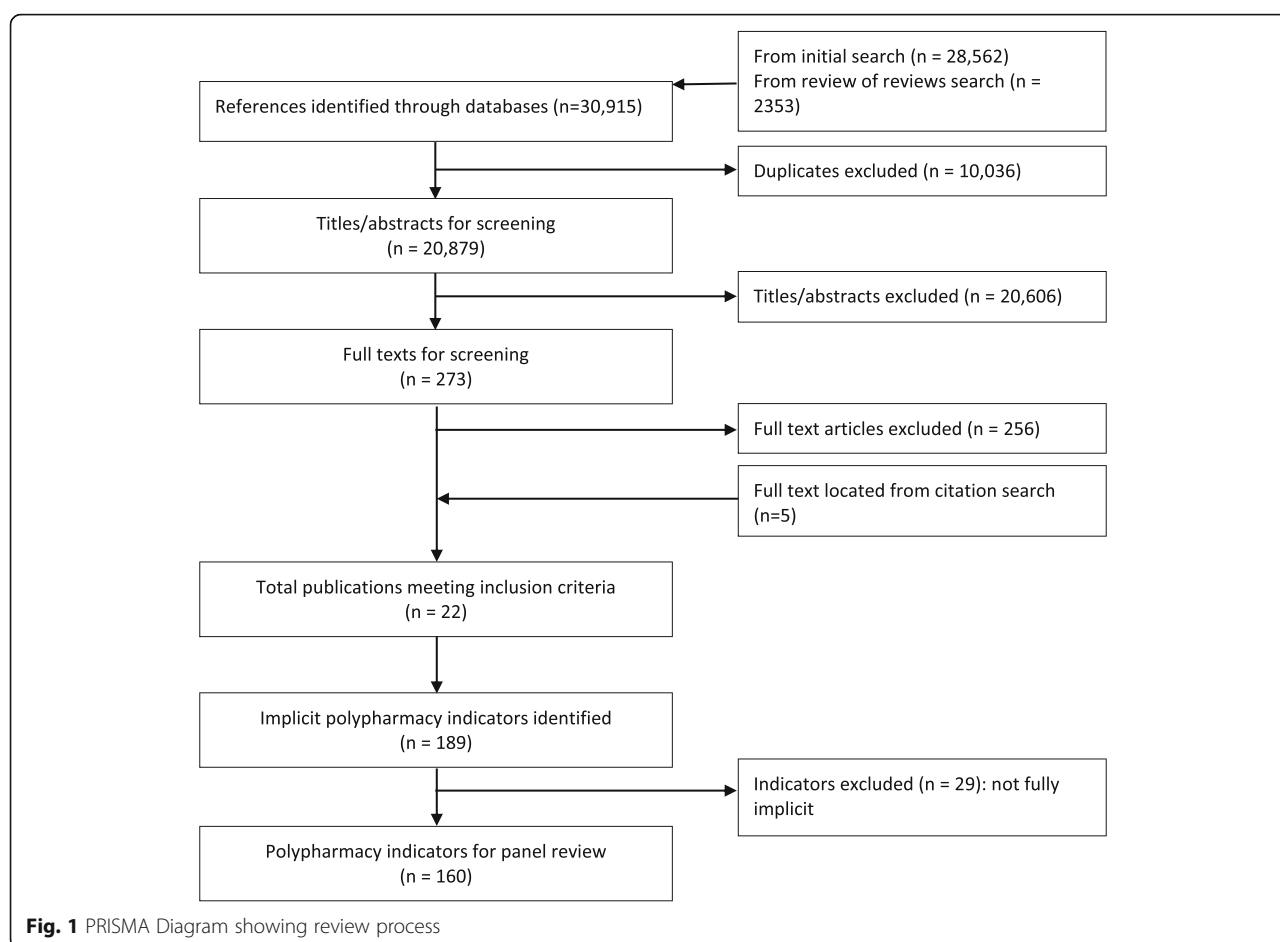 From initial search (n = 28,562)
From review of reviews search (n =
2353)
References identified through databases (n=30,915)
Duplicates excluded (n = 10,036)
Titles/abstracts for screening
(n = 20,879)
Titles/abstracts excluded (n = 20,606)
Full texts for screening
(n = 273)
Full text articles excluded (n = 256)
Full text located from citation search
(n=5)
Total publications meeting inclusion criteria
(n = 22)
Implicit polypharmacy indicators identified
(n = 189)
Indicators excluded (n = 29): not fully
implicit
Polypharmacy indicators for panel review
(n = 160)
Fig. 1 PRISMA Diagram showing review process